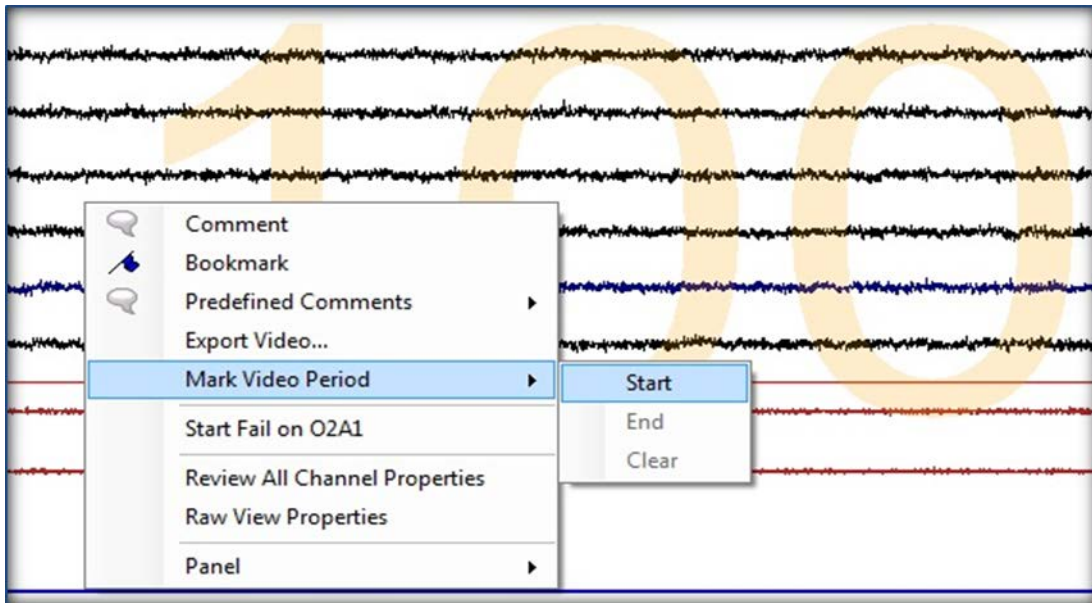 100
Comment
Bookmark
Predefined Comments
Export Video...
Mark Video Period
Start
End
Clear
Start Fail on O2A1
Review All Channel Properties
Raw View Properties
Panel